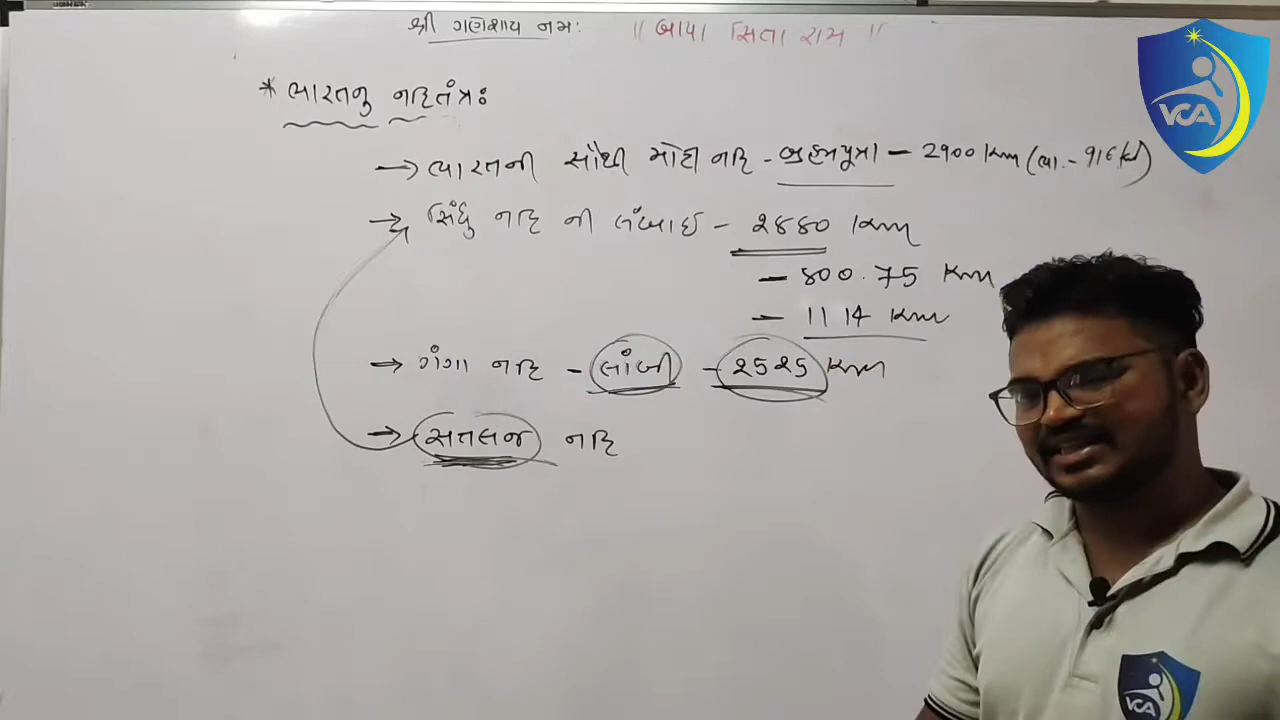 શ્રી ગણેશાય નમઃ || બાપા સિતા રામ ||
* ભારતનુ નદિતંત્રઃ
→ ભારતની સૌથી મોટી નદિ - બ્રહ્મપુત્રા - 2900 Km (ભા. - 916 Km)
→ સિંધુ નદિ ની લંબાઈ - 2880 Km
- 800.75 Km
- 1114 Km
→ ગંગા નદિ - લાંબી - 2525 Km
→ સતલજ નદિ
VCA
VCA